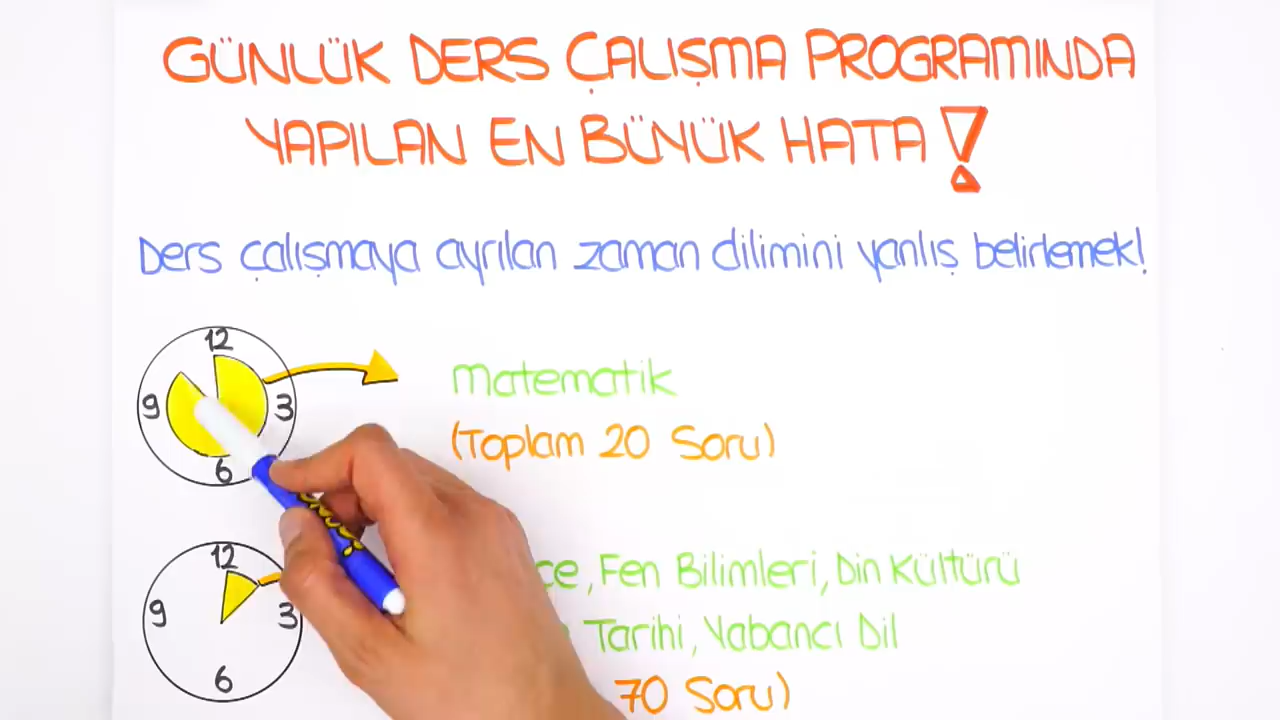 GÜNLÜK DERS ÇALIŞMA PROGRAMINDA
YAPILAN EN BÜYÜK HATA!
Ders çalışmaya ayrılan zaman dilimini yanlış belirlemek!
12
9
3
6
Matematik
(Toplam 20 Soru)
12
9
3
6
Fen Bilimleri, Din Kültürü
Tarihi, Yabancı Dil
70 Soru)